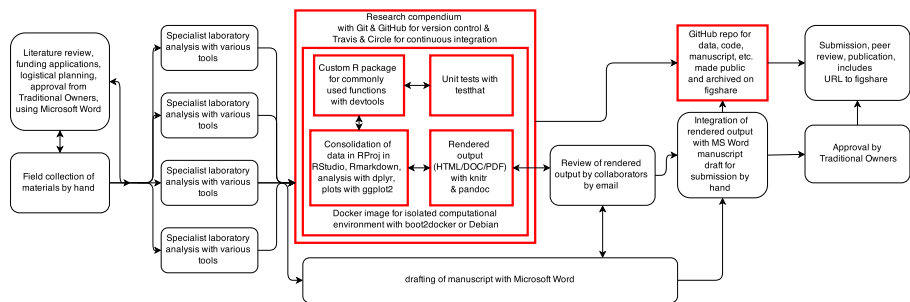 Literature review,
funding applications,
logistical planning,
approval from
Traditional Owners,
using Microsoft Word
Field collection of
materials by hand
Specialist laboratory
analysis with various
tools
Specialist laboratory
analysis with various
tools
Specialist laboratory
analysis with various
tools
Specialist laboratory
analysis with various
tools
Research compendium
with Git & GitHub for version control &
Travis & Circle for continuous integration
Custom R package
for commonly
used functions
with devtools
Unit tests with
testthat
Consolidation of
data in RProj in
RStudio, Rmarkdown,
analysis with dplyr,
plots with ggplot2
Rendered
output
(HTML/DOC/PDF)
with knitr
& pandoc
Docker image for isolated computational
environment with boot2docker or Debian
Review of rendered
output by collaborators
by email
drafting of manuscript with Microsoft Word
GitHub repo for
data, code,
manuscript, etc.
made public
and archived on
figshare
Integration of
rendered output
with MS Word
manuscript
draft for
submission by
hand
Submission, peer
review, publication,
includes
URL to figshare
Approval by
Traditional Owners